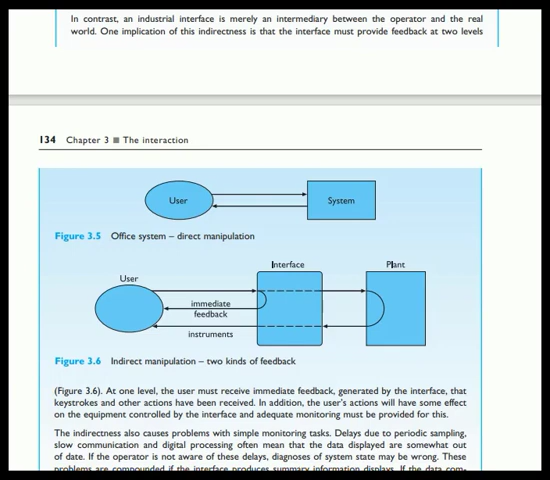 In contrast, an industrial interface is merely an intermediary between the operator and the real
world. One implication of this indirectness is that the interface must provide feedback at two levels
134 Chapter 3 ■ The interaction
User
System
Figure 3.5 Office system – direct manipulation
Interface
Plant
User
immediate
feedback
instruments
Figure 3.6 Indirect manipulation – two kinds of feedback
(Figure 3.6). At one level, the user must receive immediate feedback, generated by the interface, that
keystrokes and other actions have been received. In addition, the user's actions will have some effect
on the equipment controlled by the interface and adequate monitoring must be provided for this.
The indirectness also causes problems with simple monitoring tasks. Delays due to periodic sampling,
slow communication and digital processing often mean that the data displayed are somewhat out
of date. If the operator is not aware of these delays, diagnoses of system state may be wrong. These
problems are compounded if the interface produces summary information displays. If the data com-